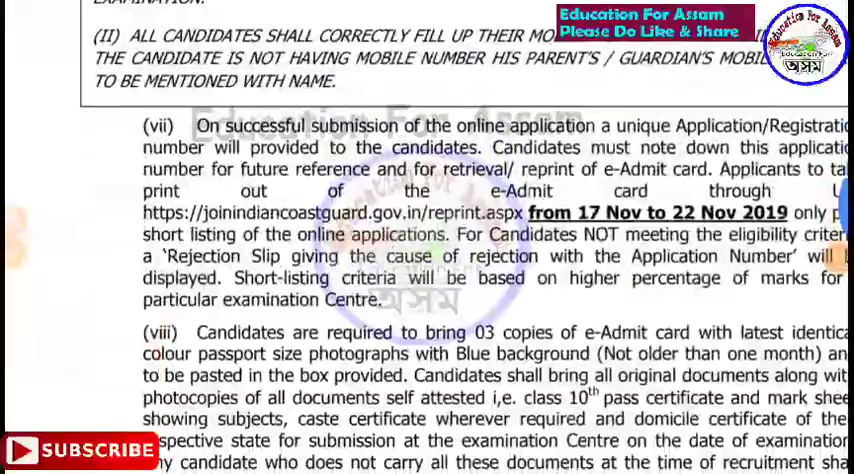 EXAMINATION.
Education For Assam
Please Do Like & Share
Education For Assam
অসম
(II) ALL CANDIDATES SHALL CORRECTLY FILL UP THEIR MO
THE CANDIDATE IS NOT HAVING MOBILE NUMBER HIS PARENT'S / GUARDIAN'S MOBIL
TO BE MENTIONED WITH NAME.
Education For Assam
(vii) On successful submission of the online application a unique Application/Registratio
number will provided to the candidates. Candidates must note down this applicatio
number for future reference and for retrieval/ reprint of e-Admit card. Applicants to ta
print out of the e-Admit card through U
https://joinindiancoastguard.gov.in/reprint.aspx from 17 Nov to 22 Nov 2019 only p
short listing of the online applications. For Candidates NOT meeting the eligibility criter
a 'Rejection Slip giving the cause of rejection with the Application Number' will b
displayed. Short-listing criteria will be based on higher percentage of marks for
particular examination Centre.
অসম
(viii) Candidates are required to bring 03 copies of e-Admit card with latest identica
colour passport size photographs with Blue background (Not older than one month) an
to be pasted in the box provided. Candidates shall bring all original documents along wit
photocopies of all documents self attested i,e. class 10th pass certificate and mark shee
showing subjects, caste certificate wherever required and domicile certificate of the
espective state for submission at the examination Centre on the date of examination
ny candidate who does not carry all these documents at the time of recruitment sha
SUBSCRIBE